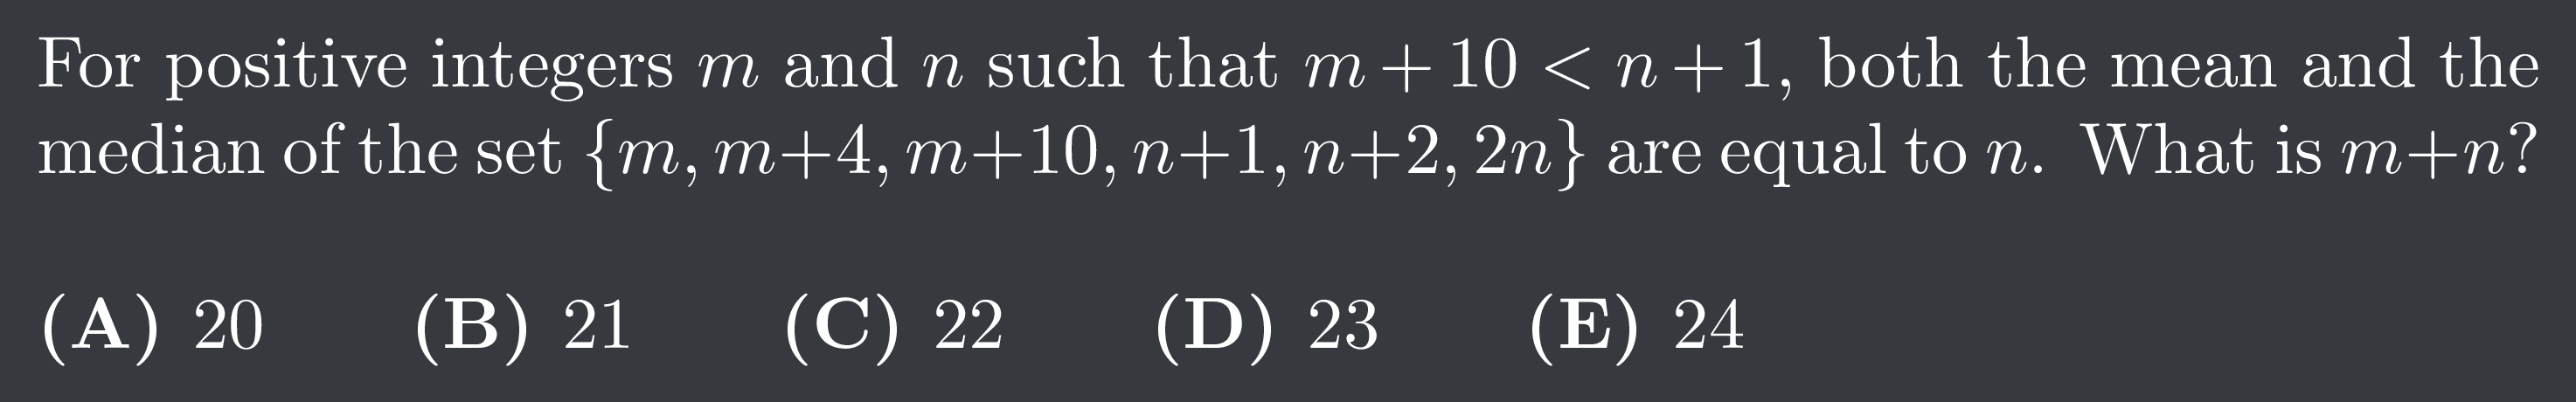 For positive integers m and n such that m + 10 < n + 1, both the mean and the
median of the set {m, m+4, m+10, n+1, n+2, 2n} are equal to n. What is m+n?
(A) 20 (B) 21 (C) 22 (D) 23 (E) 24